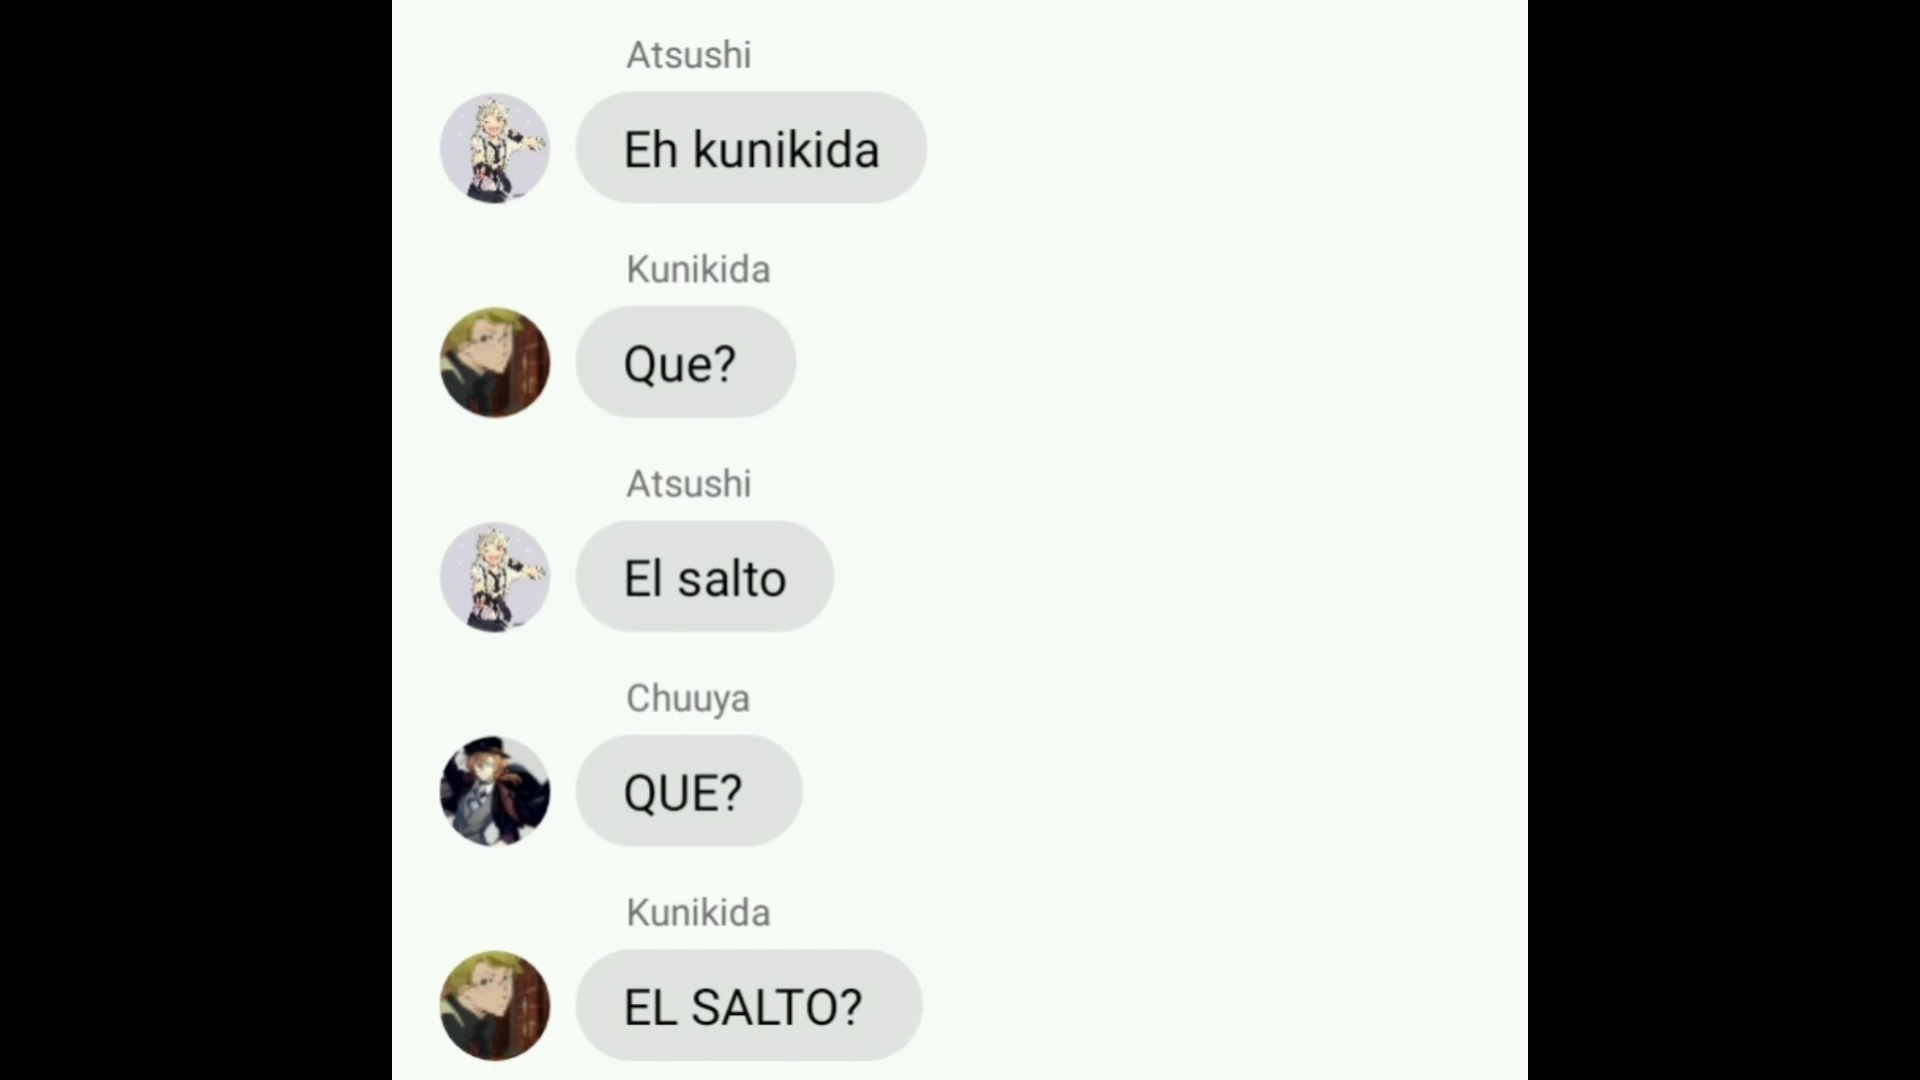 Atsushi
Eh kunikida
Kunikida
Que?
Atsushi
El salto
Chuuya
QUE?
Kunikida
EL SALTO?